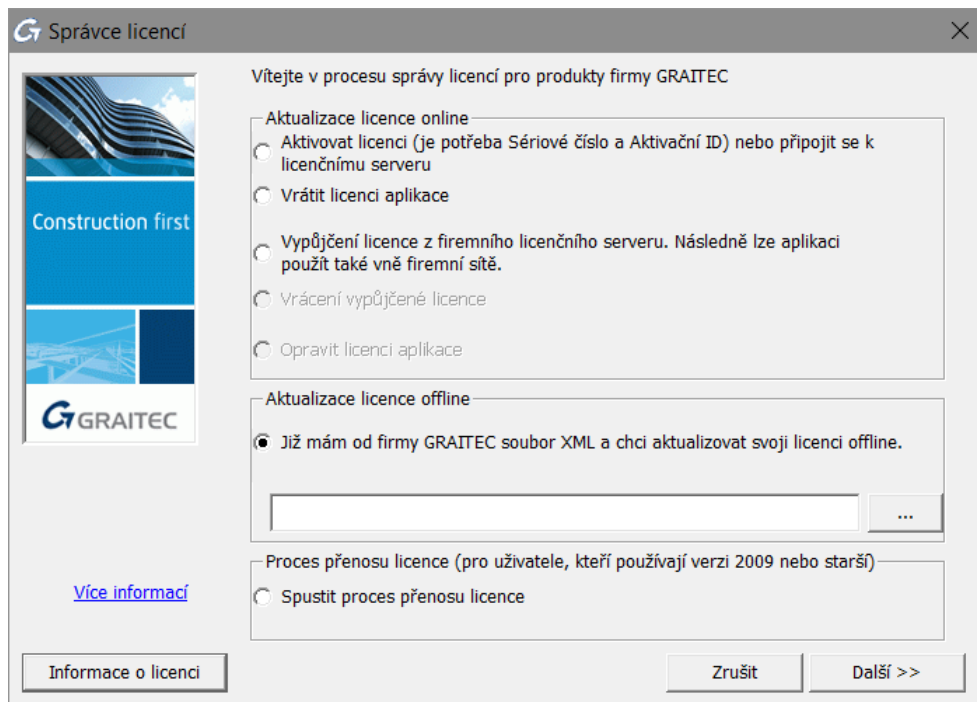 Správce licencí
Vítejte v procesu správy licencí pro produkty firmy GRAITEC
Aktualizace licence online
Aktivovat licenci (je potřeba Sériové číslo a Aktivační ID) nebo připojit se k
licenčnímu serveru
Vrátit licenci aplikace
Construction first
Vypůjčení licence z firemního licenčního serveru. Následně lze aplikaci
použít také vně firemní sítě.
Vrácení vypůjčené licence
Opravit licenci aplikace
GRAITEC
Aktualizace licence offline
Již mám od firmy GRAITEC soubor XML a chci aktualizovat svoji licenci offline.
...
Proces přenosu licence (pro uživatele, kteří používají verzi 2009 nebo starší)
Spustit proces přenosu licence
Více informací
Informace o licenci
Zrušit
Další >>